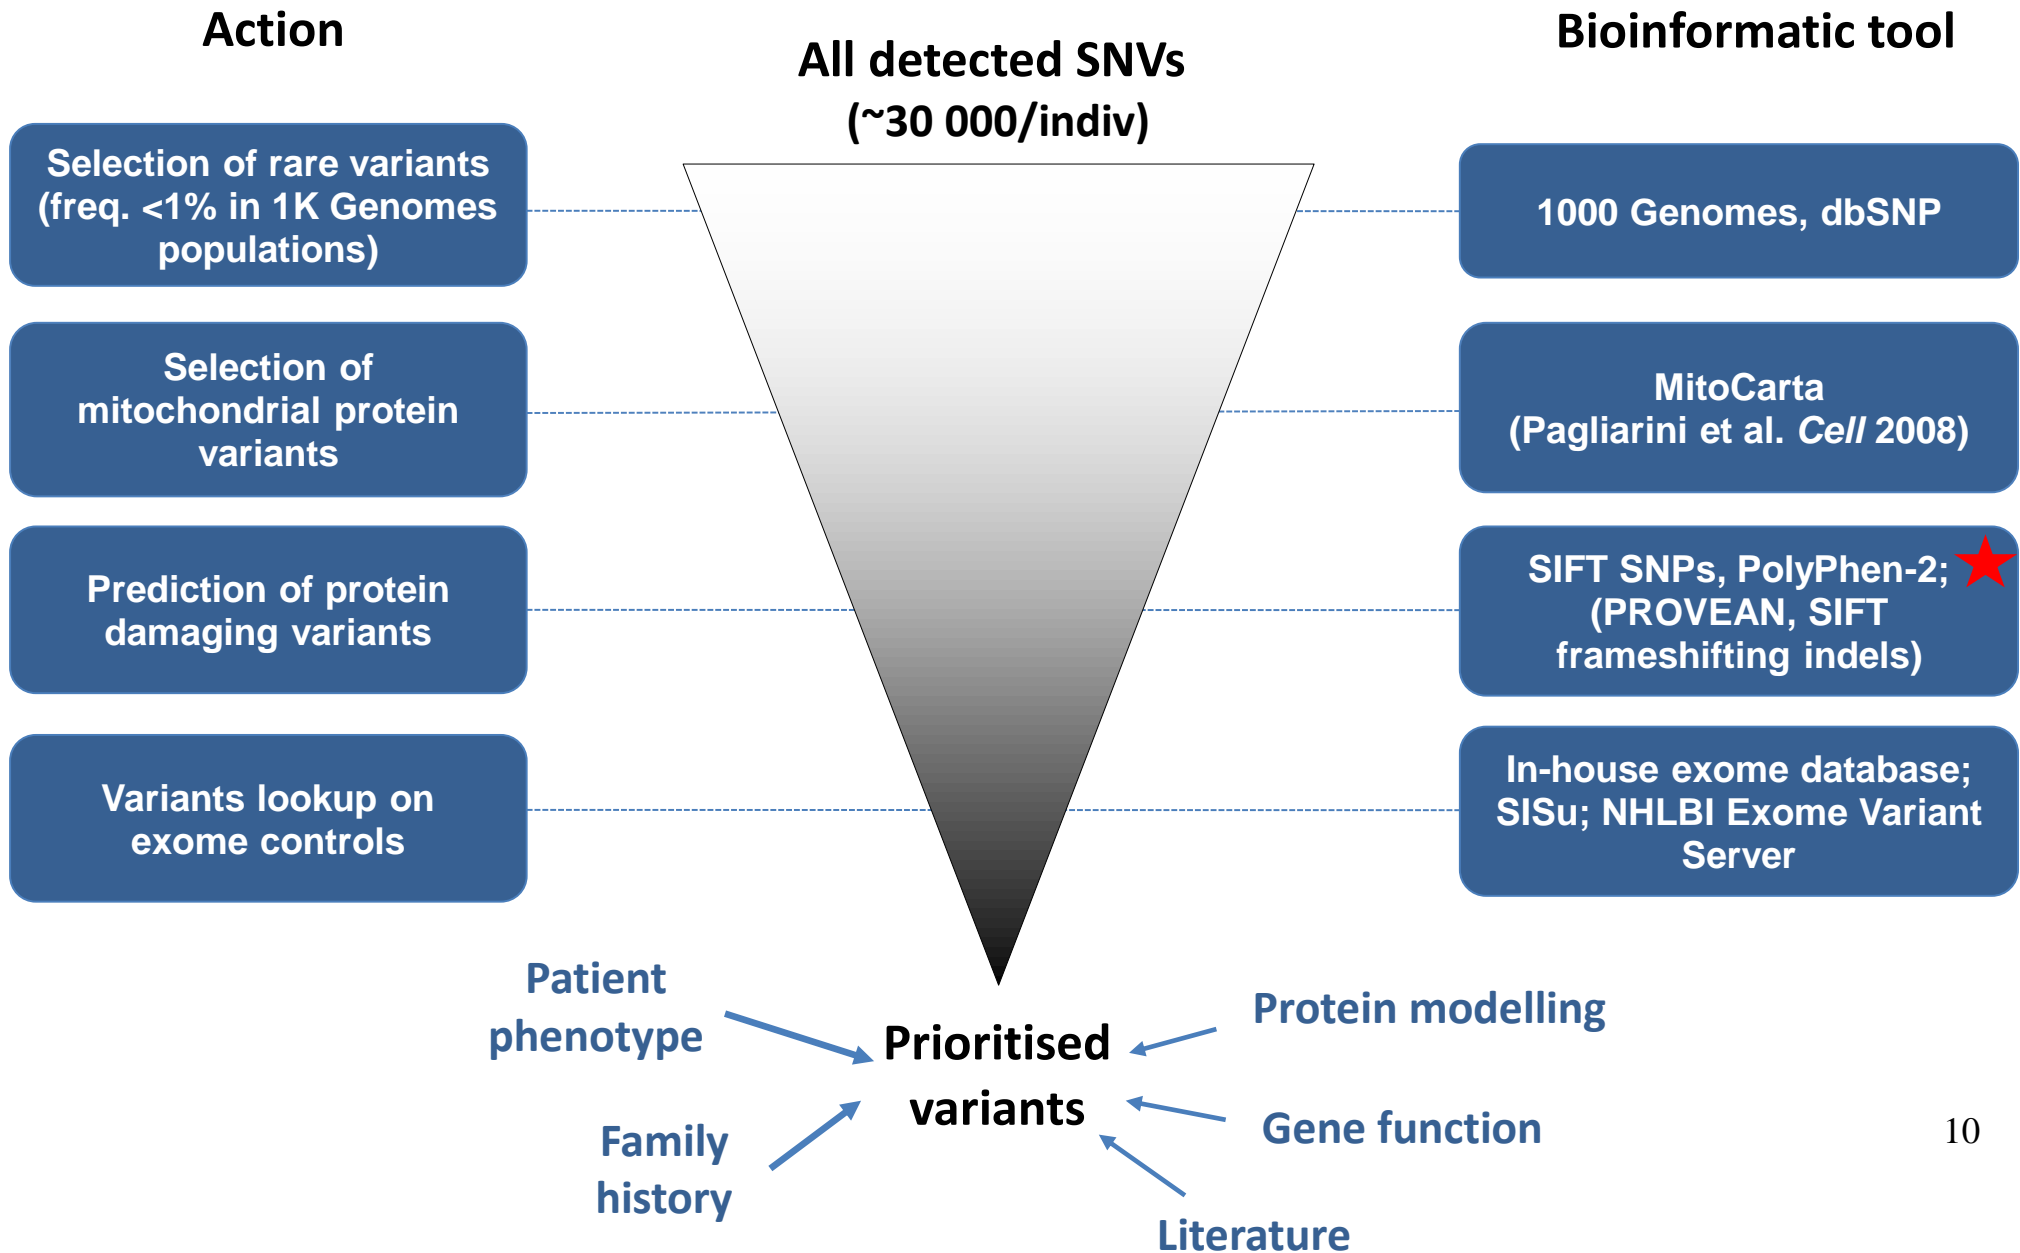 Action
All detected SNVs
(~30 000/indiv)
Bioinformatic tool
Selection of rare variants
(freq. <1% in 1K Genomes
populations)
1000 Genomes, dbSNP
Selection of
mitochondrial protein
variants
MitoCarta
(Pagliarini et al. Cell 2008)
Prediction of protein
damaging variants
SIFT SNPs, PolyPhen-2;
(PROVEAN, SIFT
frameshifting indels)
Variants lookup on
exome controls
In-house exome database;
SISu; NHLBI Exome Variant
Server
Patient
phenotype
Prioritised
variants
Protein modelling
Family
history
Gene function
Literature
10